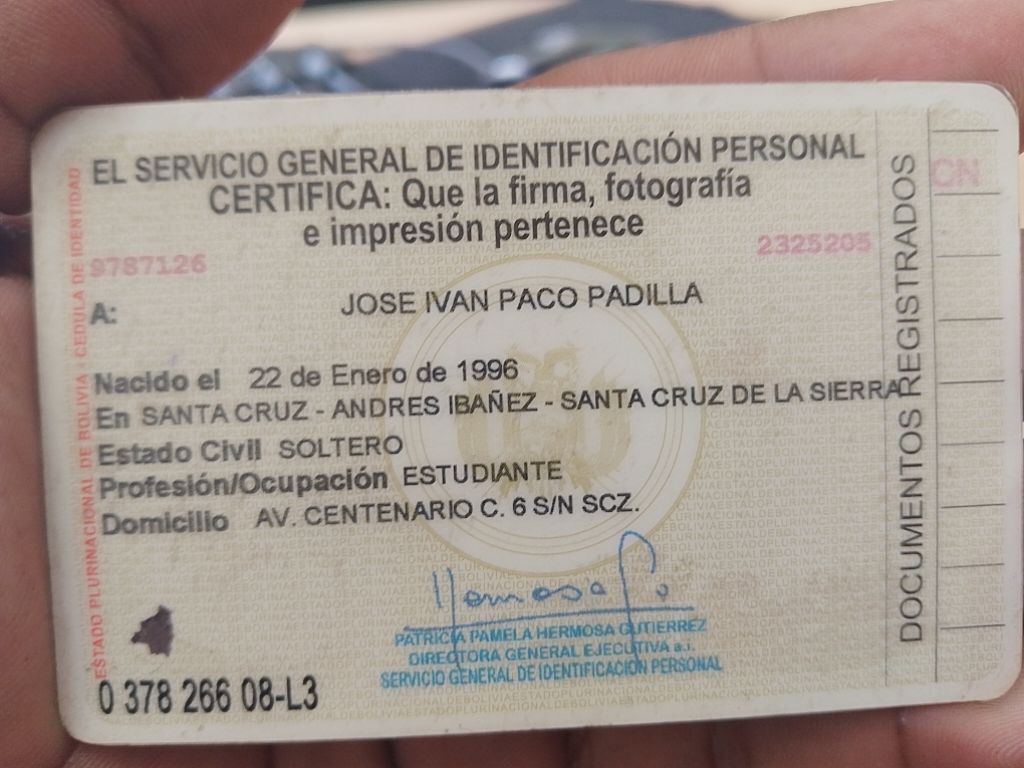 EL SERVICIO GENERAL DE IDENTIFICACIÓN PERSONAL
CERTIFICA: Que la firma, fotografía
e impresión pertenece
9787126
2325205
A: JOSE IVAN PACO PADILLA
Nacido el 22 de Enero de 1996
En SANTA CRUZ - ANDRES IBAÑEZ - SANTA CRUZ DE LA SIERRA
Estado Civil SOLTERO
Profesión/Ocupación ESTUDIANTE
Domicilio AV. CENTENARIO C. 6 S/N SCZ.
PATRICIA PAMELA HERMOSA GUTIERREZ
DIRECTORA GENERAL EJECUTIVA a.i.
SERVICIO GENERAL DE IDENTIFICACIÓN PERSONAL
0 378 266 08-L3
ESTADO PLURINACIONAL DE BOLIVIA - CEDULA DE IDENTIDAD
DOCUMENTOS REGISTRADOS
CN